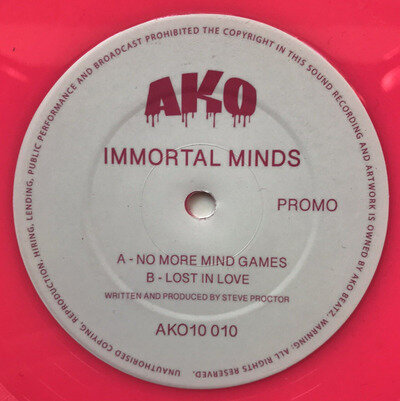 UNAUTHORISED COPYING, REPRODUCTION, HIRING, LENDING, PUBLIC PERFORMANCE AND BROADCAST PROHIBITED THE COPYRIGHT IN THIS SOUND RECORDING AND ARTWORK IS OWNED BY AKO BEATZ. WARNING. ALL RIGHTS RESERVED.
AKO
IMMORTAL MINDS
PROMO
A - NO MORE MIND GAMES
B - LOST IN LOVE
WRITTEN AND PRODUCED BY STEVE PROCTOR
AKO10 010